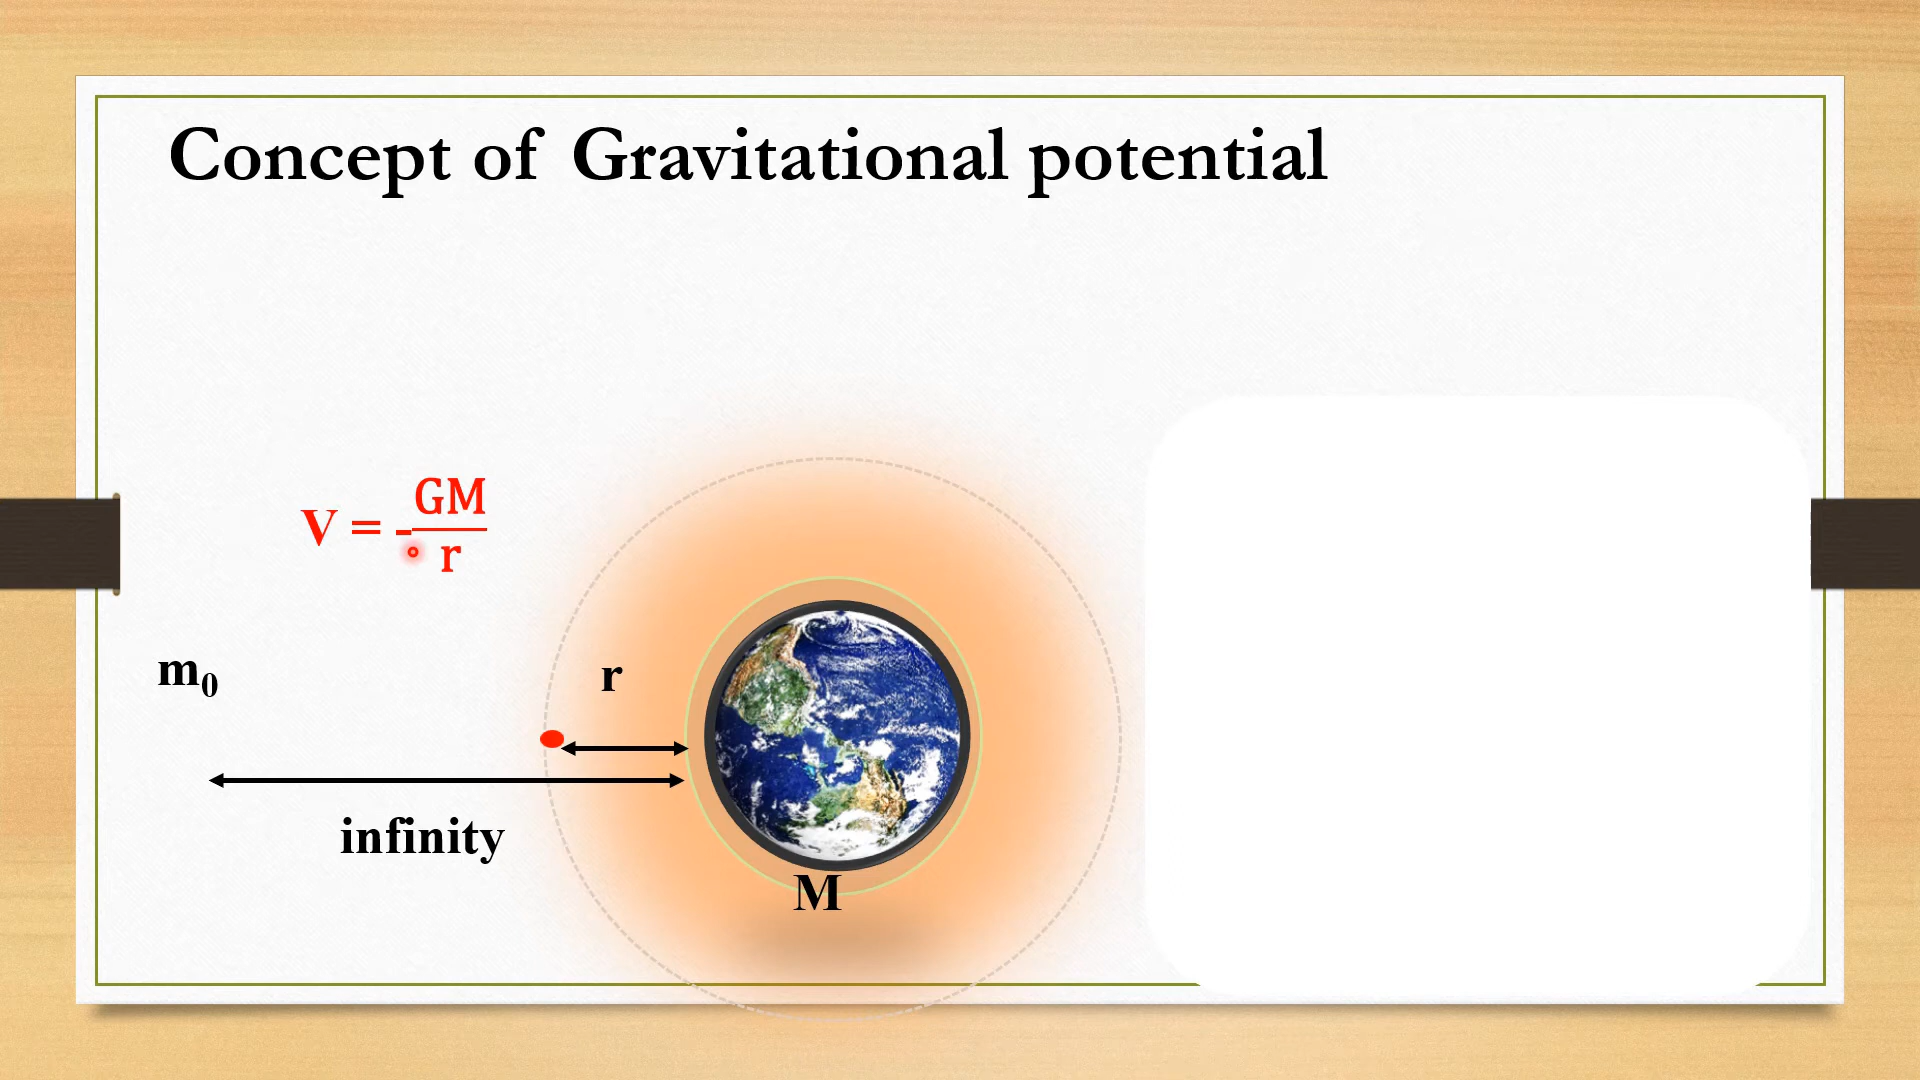 Concept of Gravitational potential
V = -GM/r
m₀
r
infinity
M